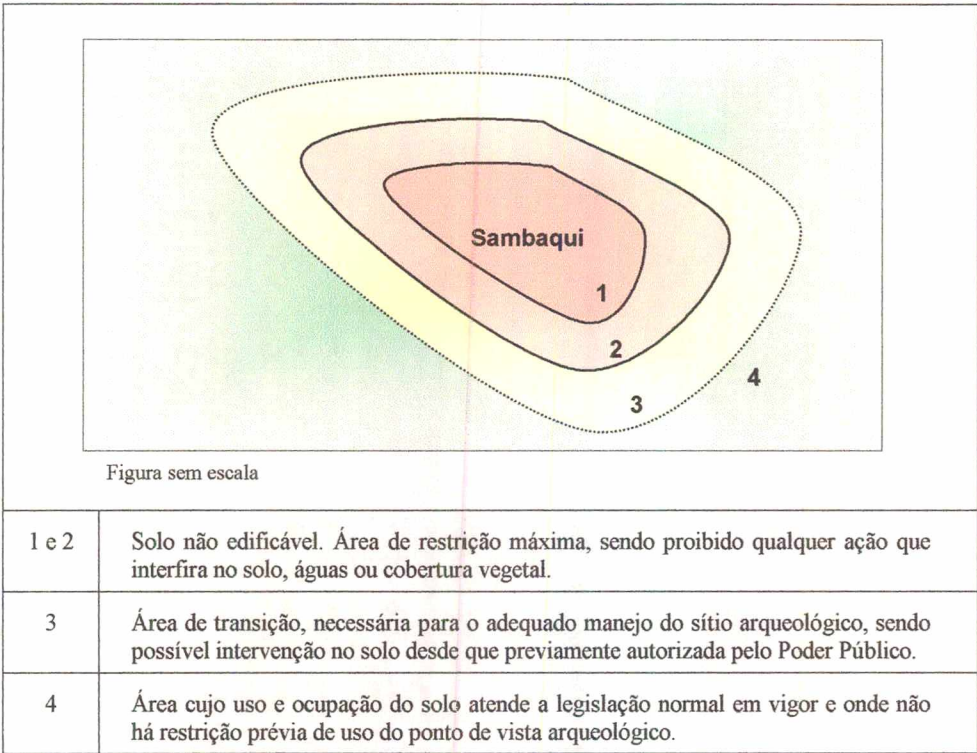 Sambaqui
1
2
3
4
Figura sem escala
1 e 2
Solo não edificável. Área de restrição máxima, sendo proibido qualquer ação que
interfira no solo, águas ou cobertura vegetal.
3
Área de transição, necessária para o adequado manejo do sítio arqueológico, sendo
possível intervenção no solo desde que previamente autorizada pelo Poder Público.
4
Área cujo uso e ocupação do solo atende a legislação normal em vigor e onde não
há restrição prévia de uso do ponto de vista arqueológico.